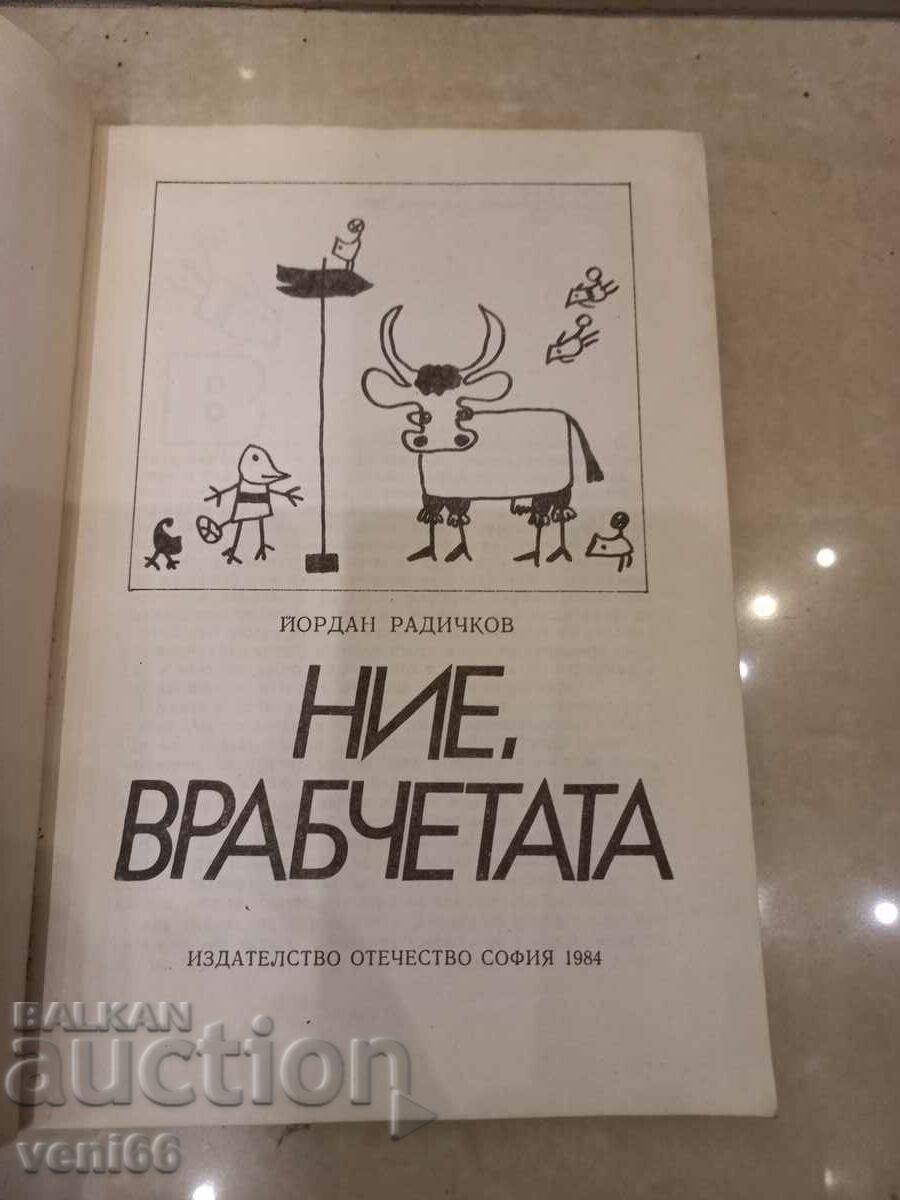 ЙОРДАН РАДИЧКОВ
НИЕ,
ВРАБЧЕТАТА
ИЗДАТЕЛСТВО ОТЕЧЕСТВО СОФИЯ 1984
BALKAN
auction
veni66